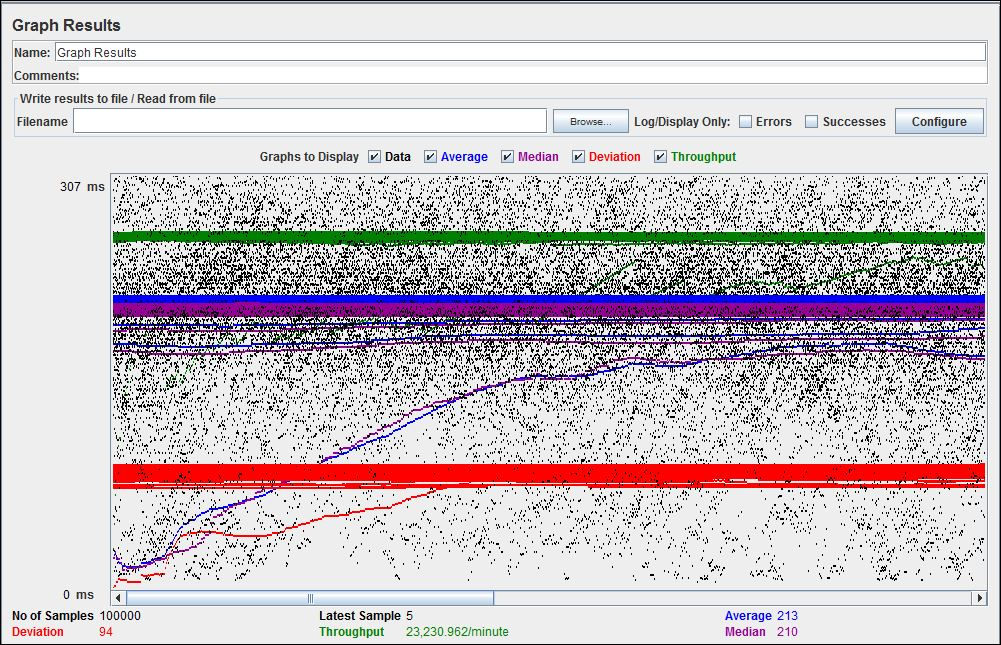 Graph Results
Name: Graph Results
Comments:
Write results to file / Read from file
Filename Browse... Log/Display Only: Errors Successes Configure
Graphs to Display Data Average Median Deviation Throughput
307 ms
0 ms
No of Samples 100000 Latest Sample 5 Average 213
Deviation 94 Throughput 23,230.962/minute Median 210